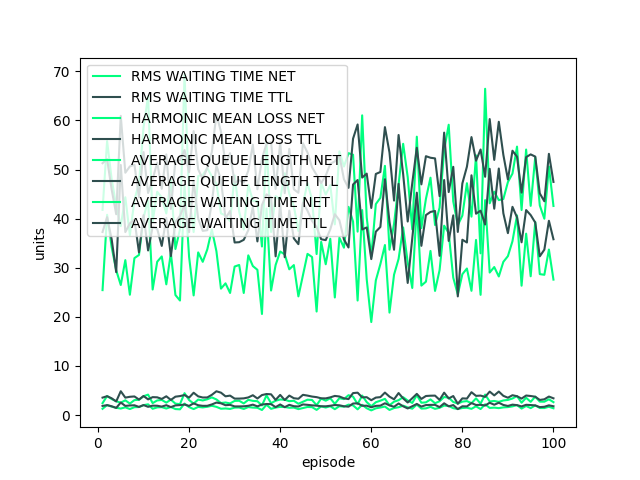 RMS WAITING TIME NET
RMS WAITING TIME TTL
HARMONIC MEAN LOSS NET
HARMONIC MEAN LOSS TTL
AVERAGE QUEUE LENGTH NET
AVERAGE QUEUE LENGTH TTL
AVERAGE WAITING TIME NET
AVERAGE WAITING TIME TTL
70
60
50
40
30
20
10
0
units
0 20 40 60 80 100
episode